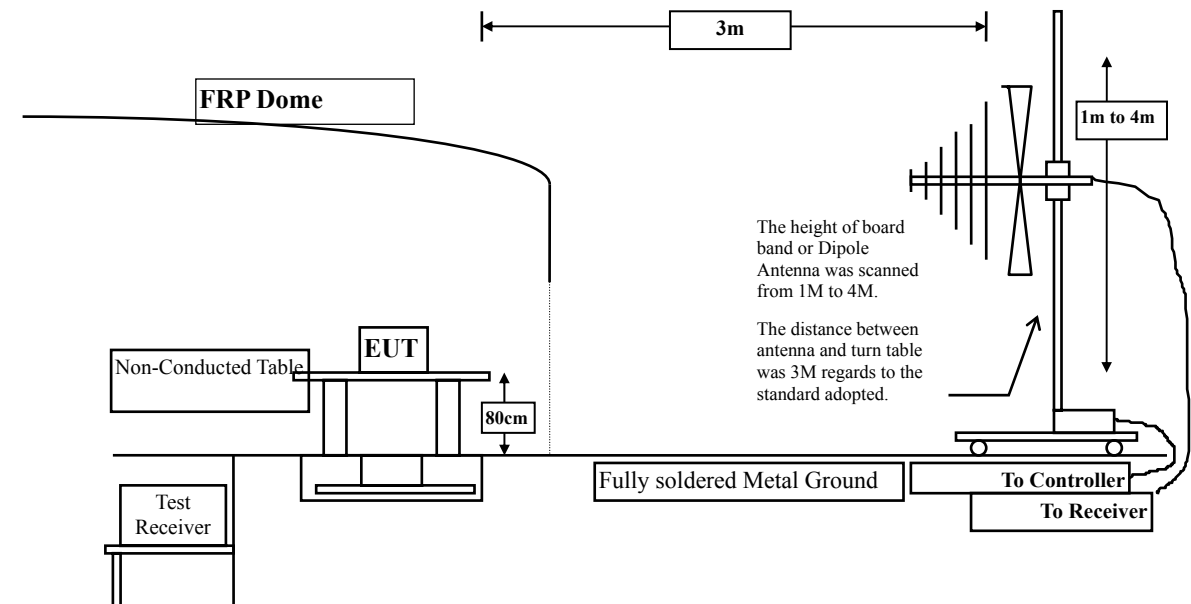 3m
FRP Dome
1m to 4m
The height of board
band or Dipole
Antenna was scanned
from 1M to 4M.
The distance between
antenna and turn table
was 3M regards to the
standard adopted.
EUT
Non-Conducted Table
80cm
Fully soldered Metal Ground
To Controller
To Receiver
Test
Receiver